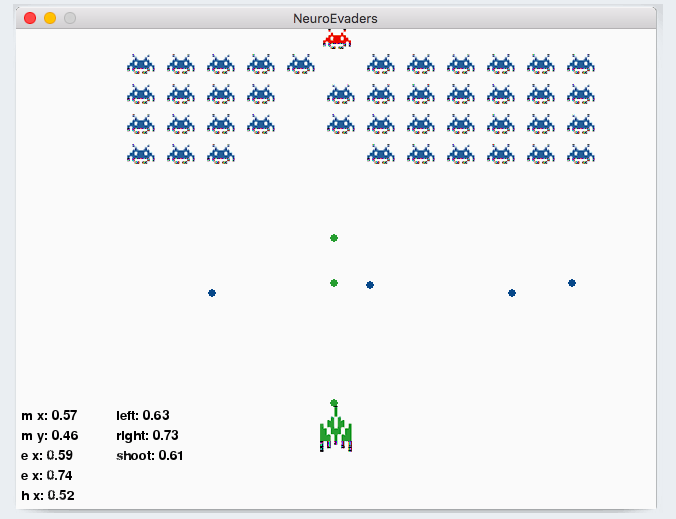 NeuroEvaders
m x: 0.57 left: 0.63
m y: 0.46 right: 0.73
e x: 0.59 shoot: 0.61
e x: 0.74
h x: 0.52